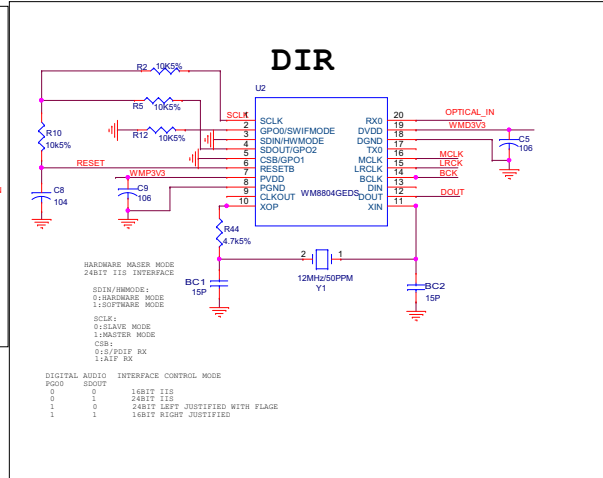 DIR
U2
R2 10K5%
R5 10K5%
R12 10K5%
R10
10k5%
SCLK
RESET
WMP3V3
C8
104
C9
106
1 SCLK
2 GPO0/SWIFMODE
3 SDIN/HWMODE
4 SDOUT/GPO2
5 CSB/GPO1
6 RESETB
7 PVDD
8 PGND
9 CLKOUT
10 XOP
WM8804GEDS
RX0 20
DVDD 19
DGND 18
TX0 17
MCLK 16
LRCLK 15
BCLK 14
DIN 13
DOUT 12
XIN 11
OPTICAL_IN
WMD3V3
C5
106
MCLK
LRCK
BCK
DOUT
R44
4.7k5%
2 1
12MHz/50PPM
Y1
BC1
15P
BC2
15P
HARDWARE MASER MODE
24BIT IIS INTERFACE
SDIN/HWMODE:
0:HARDWARE MODE
1:SOFTWARE MODE
SCLK:
0:SLAVE MODE
1:MASTER MODE
CSB:
0:S/PDIF RX
1:AIF RX
DIGITAL AUDIO INTERFACE CONTROL MODE
PGO0 SDOUT
0 0 16BIT IIS
0 1 24BIT IIS
1 0 24BIT LEFT JUSTIFIED WITH FLAGE
1 1 16BIT RIGHT JUSTIFIED